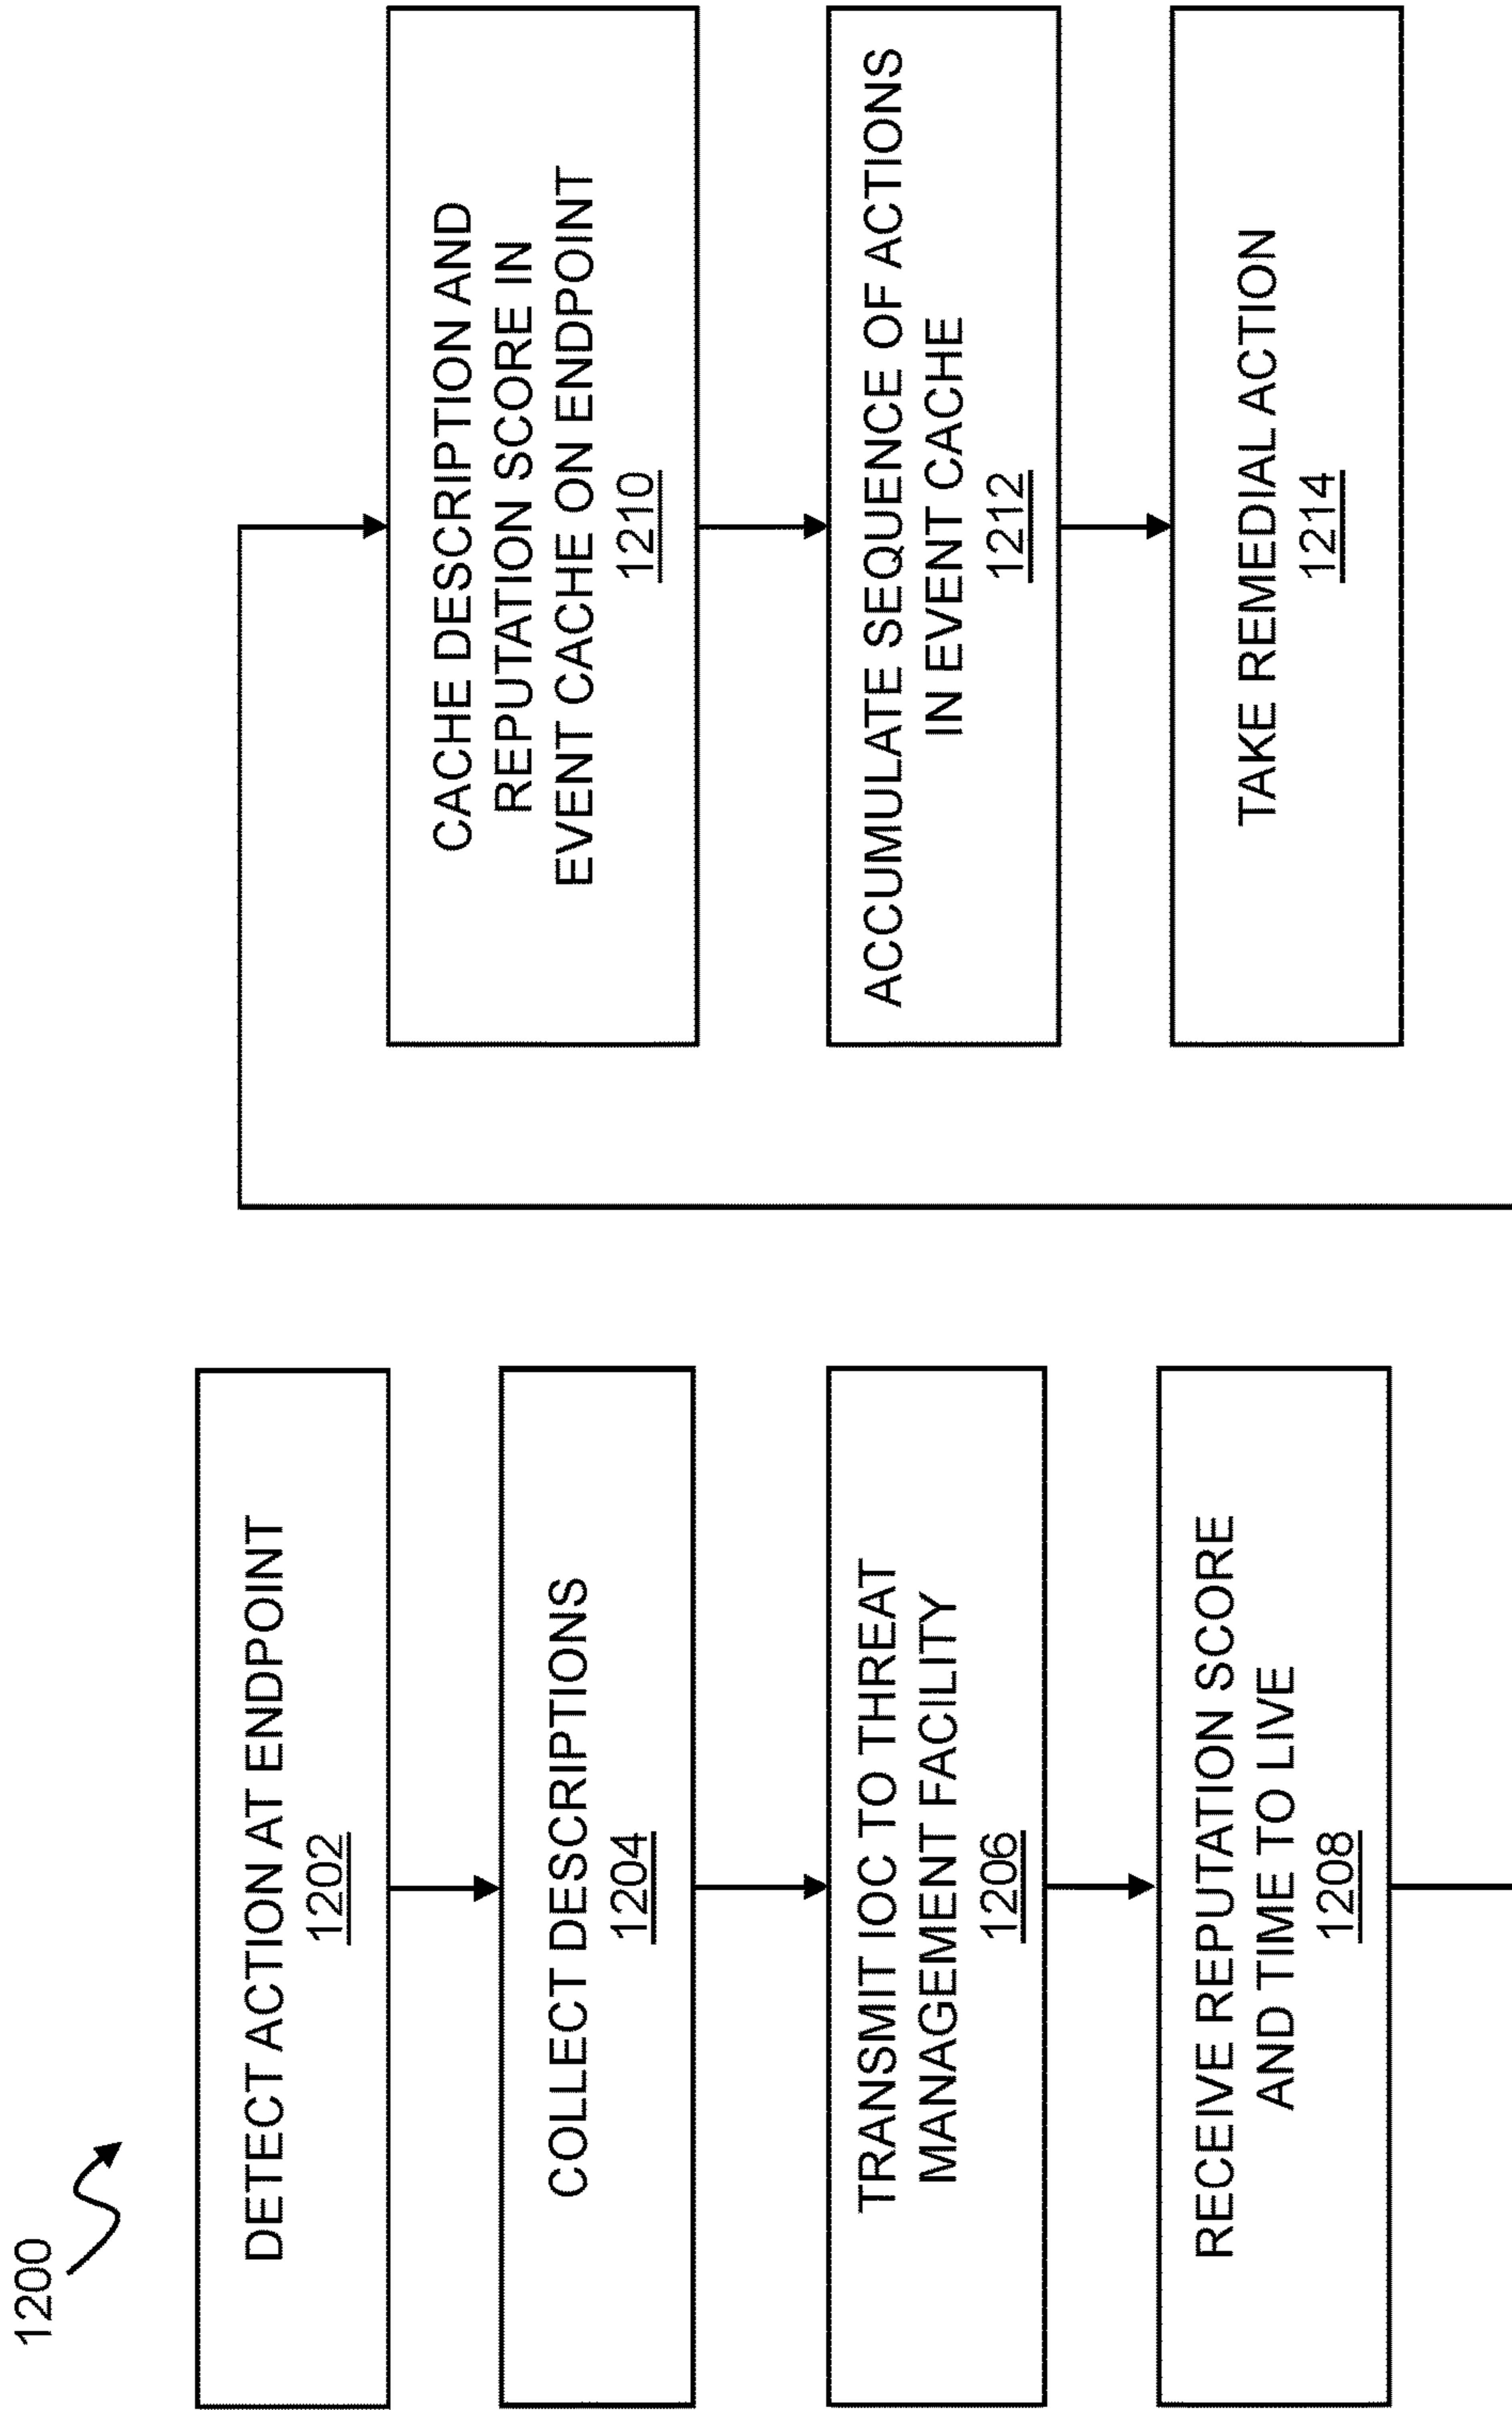 1200
DETECT ACTION AT ENDPOINT
1202
COLLECT DESCRIPTIONS
1204
TRANSMIT IOC TO THREAT
MANAGEMENT FACILITY
1206
RECEIVE REPUTATION SCORE
AND TIME TO LIVE
1208
CACHE DESCRIPTION AND
REPUTATION SCORE IN
EVENT CACHE ON ENDPOINT
1210
ACCUMULATE SEQUENCE OF ACTIONS
IN EVENT CACHE
1212
TAKE REMEDIAL ACTION
1214